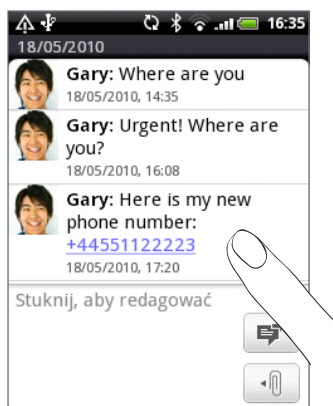 16:35
18/05/2010
Gary: Where are you
18/05/2010, 14:35
Gary: Urgent! Where are
you?
18/05/2010, 16:08
Gary: Here is my new
phone number:
+44551122223
18/05/2010, 17:20
Stuknij, aby redagować